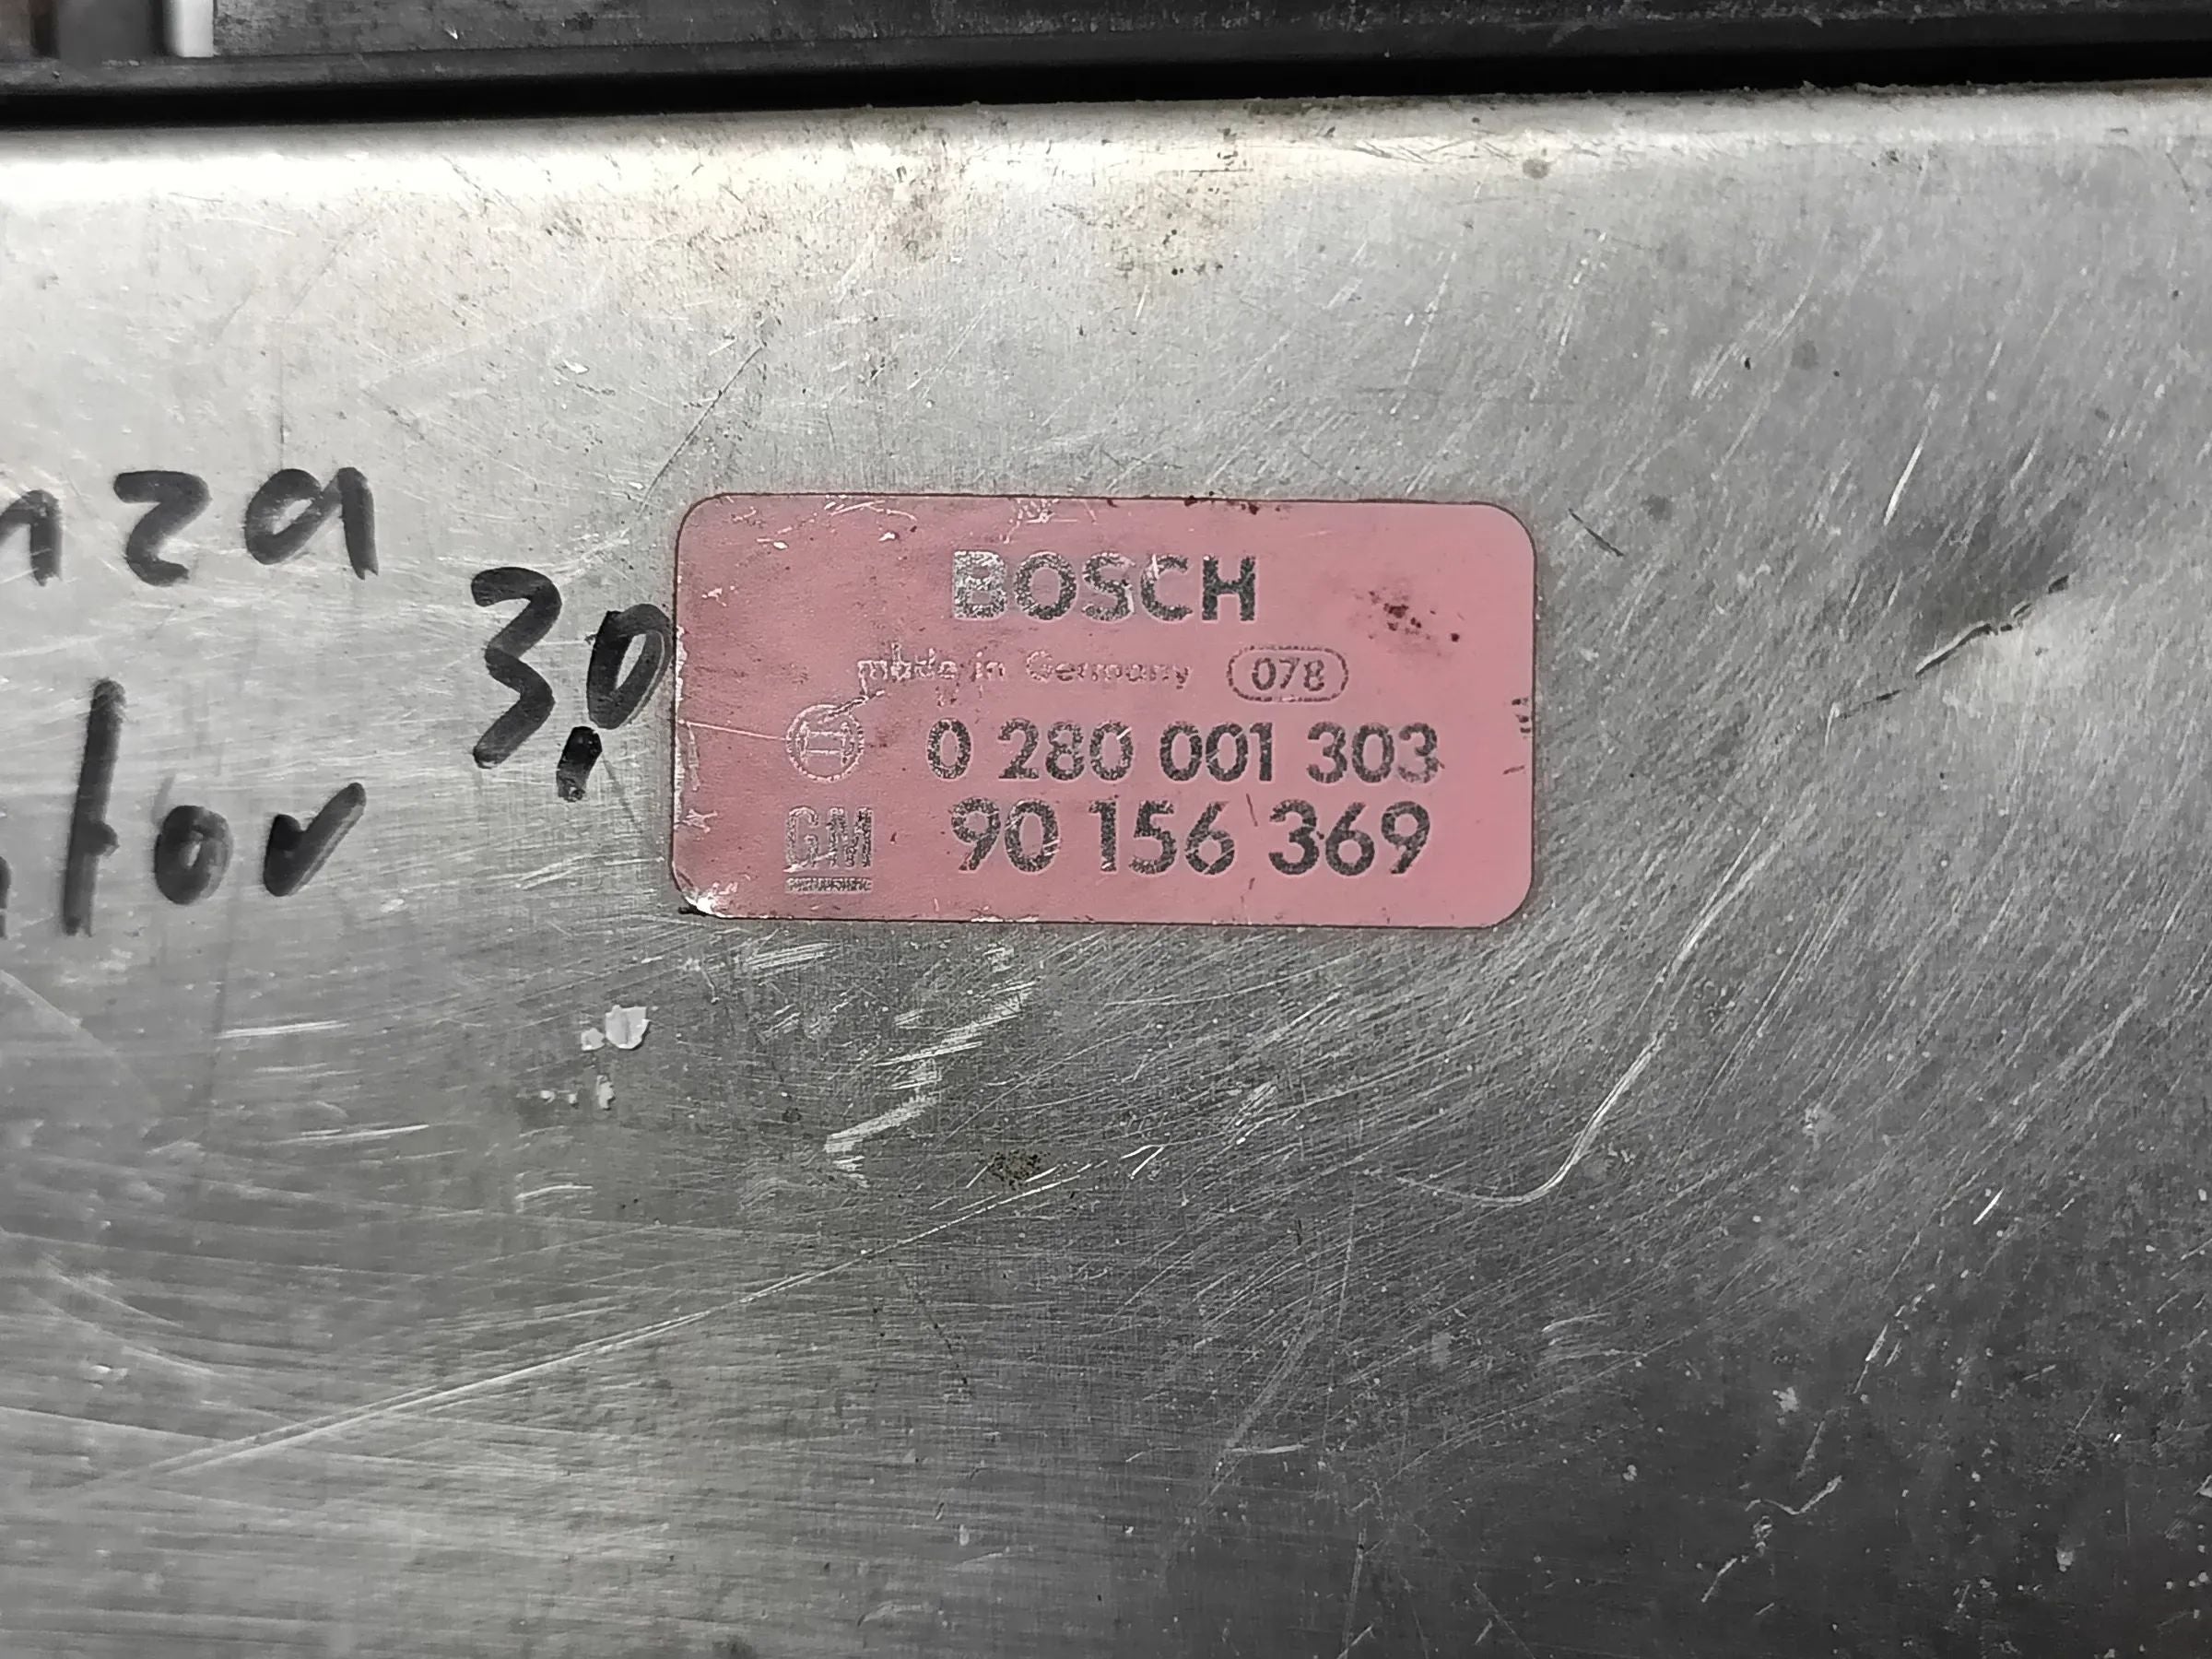 nza
3,0
tor
BOSCH
made in Germany 078
0 280 001 303
GM 90 156 369